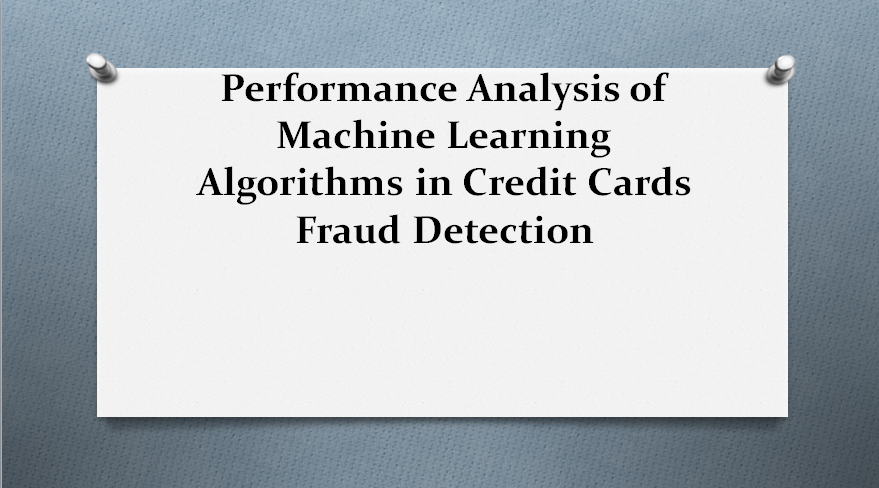 Performance Analysis of
Machine Learning
Algorithms in Credit Cards
Fraud Detection